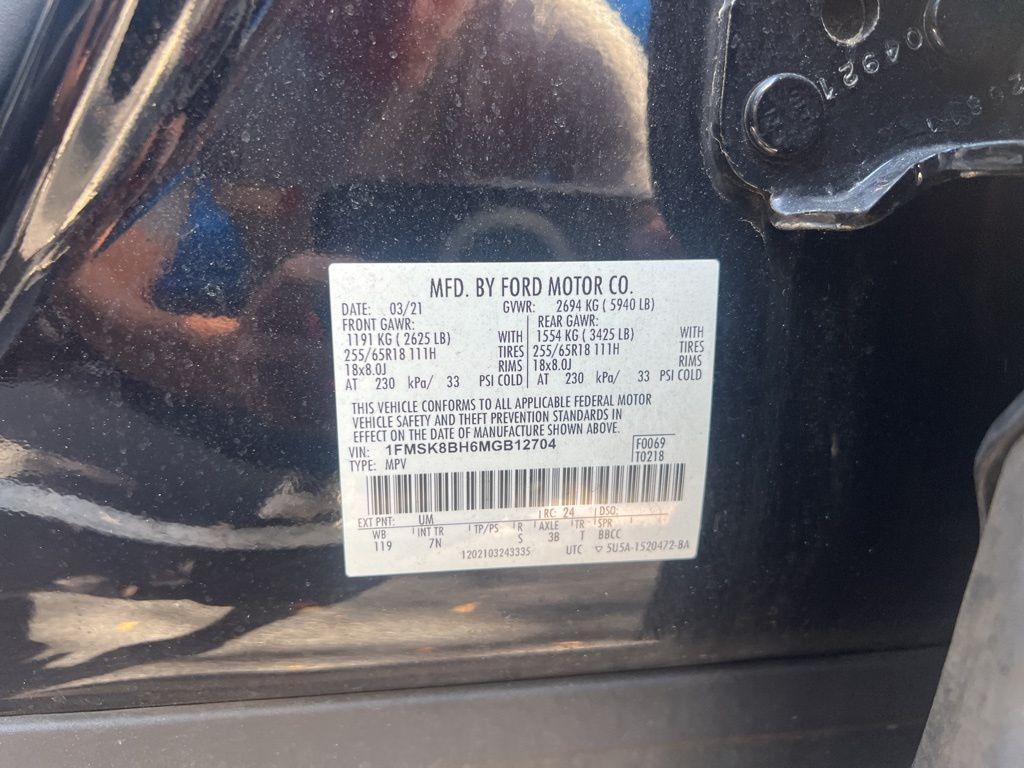 04921
MFD. BY FORD MOTOR CO.
DATE: 03/21 GVWR: 2694 KG ( 5940 LB)
FRONT GAWR: REAR GAWR:
1191 KG ( 2625 LB) WITH 1554 KG ( 3425 LB) WITH
255/65R18 111H TIRES 255/65R18 111H TIRES
18x8.0J RIMS 18x8.0J RIMS
AT 230 kPa/ 33 PSI COLD AT 230 kPa/ 33 PSI COLD
THIS VEHICLE CONFORMS TO ALL APPLICABLE FEDERAL MOTOR
VEHICLE SAFETY AND THEFT PREVENTION STANDARDS IN
EFFECT ON THE DATE OF MANUFACTURE SHOWN ABOVE.
VIN: 1FMSK8BH6MGB12704 F0069
TYPE: MPV T0218
EXT PNT: UM RC: 24 DSO:
WB INT TR TP/PS R AXLE TR SPR
119 7N S 3B T BBCC
1202103243335 UTC ▽ 5U5A-1520472-BA